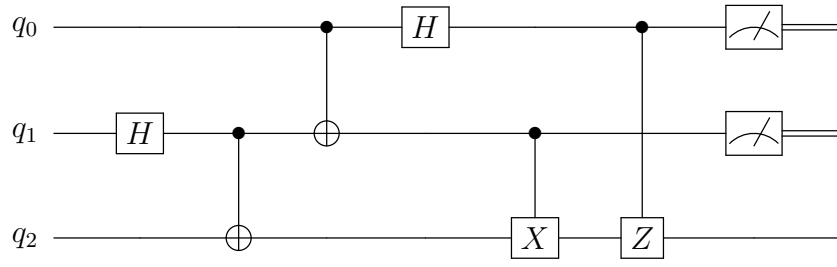 q₀ H
q₁ H
q₂ X Z